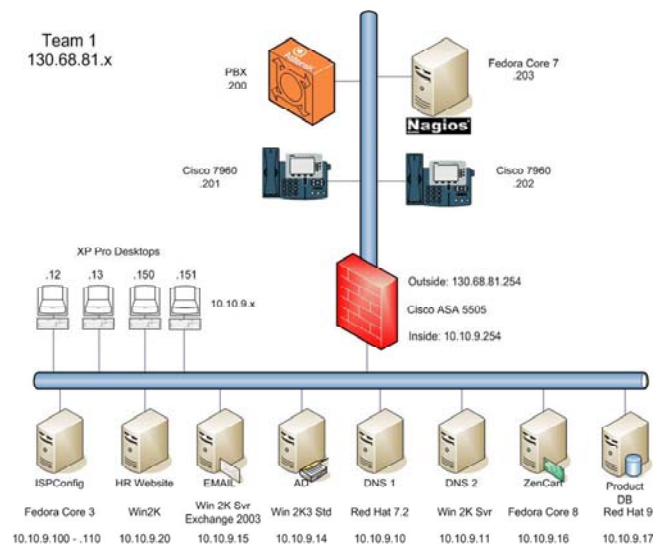 Team 1
130.68.81.x
PBX
.200
Asterisk
Fedora Core 7
.203
Nagios®
Cisco 7960
.201
Cisco 7960
.202
XP Pro Desktops
.12
.13
.150
.151
10.10.9.x
Outside: 130.68.81.254
Cisco ASA 5505
Inside: 10.10.9.254
ISPConfig
HR Website
EMAIL
AD
DNS 1
DNS 2
ZenCart
Product
DB
Fedora Core 3
Win2K
Win 2K Svr
Exchange 2003
Win 2K3 Std
Red Hat 7.2
Win 2K Svr
Fedora Core 8
Red Hat 9
10.10.9.100 - .110
10.10.9.20
10.10.9.15
10.10.9.14
10.10.9.10
10.10.9.11
10.10.9.16
10.10.9.17